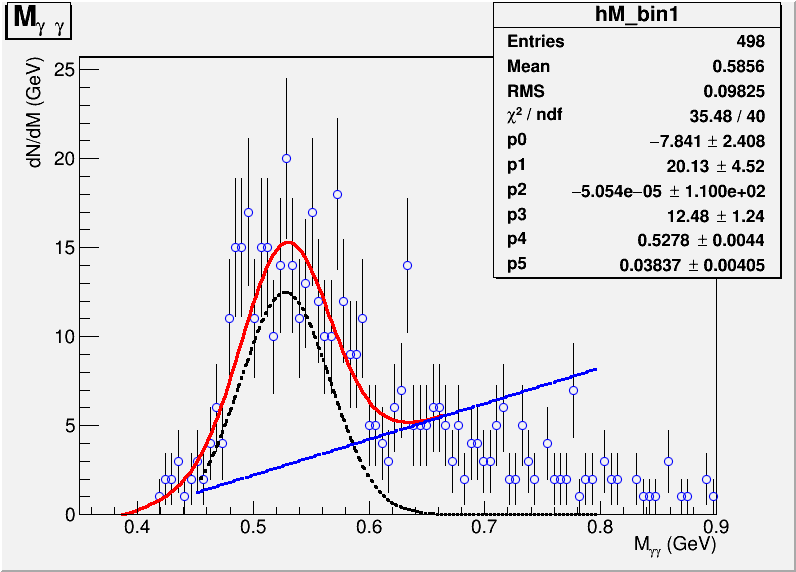 M γ γ
hM_bin1
Entries 498
Mean 0.5856
RMS 0.09825
χ² / ndf 35.48 / 40
p0 −7.841 ± 2.408
p1 20.13 ± 4.52
p2 −5.054e−05 ± 1.100e+02
p3 12.48 ± 1.24
p4 0.5278 ± 0.0044
p5 0.03837 ± 0.00405
dN/dM (GeV)
25
20
15
10
5
0
0.4 0.5 0.6 0.7 0.8 0.9
Mγγ (GeV)